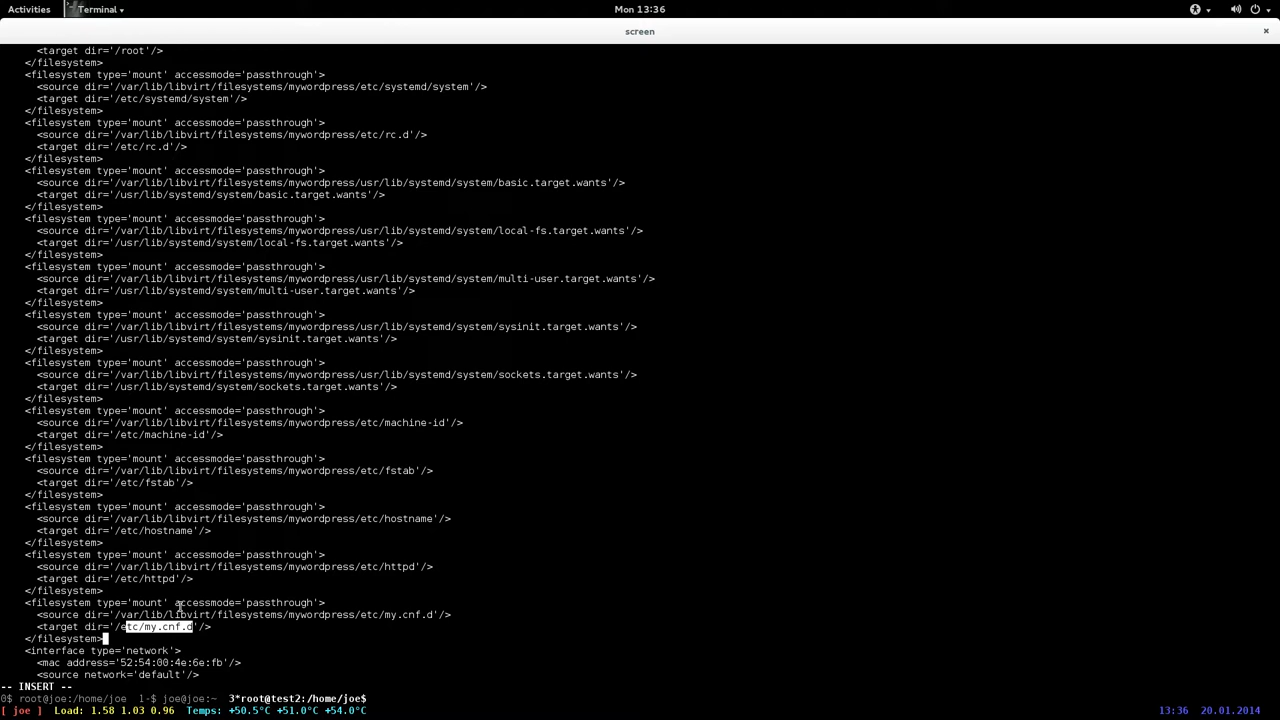 Activities Terminal Mon 13:36
screen ×
<target dir='/root'/>
</filesystem>
<filesystem type='mount' accessmode='passthrough'>
<source dir='/var/lib/libvirt/filesystems/mywordpress/etc/systemd/system'/>
<target dir='/etc/systemd/system'/>
</filesystem>
<filesystem type='mount' accessmode='passthrough'>
<source dir='/var/lib/libvirt/filesystems/mywordpress/etc/rc.d'/>
<target dir='/etc/rc.d'/>
</filesystem>
<filesystem type='mount' accessmode='passthrough'>
<source dir='/var/lib/libvirt/filesystems/mywordpress/usr/lib/systemd/system/basic.target.wants'/>
<target dir='/usr/lib/systemd/system/basic.target.wants'/>
</filesystem>
<filesystem type='mount' accessmode='passthrough'>
<source dir='/var/lib/libvirt/filesystems/mywordpress/usr/lib/systemd/system/local-fs.target.wants'/>
<target dir='/usr/lib/systemd/system/local-fs.target.wants'/>
</filesystem>
<filesystem type='mount' accessmode='passthrough'>
<source dir='/var/lib/libvirt/filesystems/mywordpress/usr/lib/systemd/system/multi-user.target.wants'/>
<target dir='/usr/lib/systemd/system/multi-user.target.wants'/>
</filesystem>
<filesystem type='mount' accessmode='passthrough'>
<source dir='/var/lib/libvirt/filesystems/mywordpress/usr/lib/systemd/system/sysinit.target.wants'/>
<target dir='/usr/lib/systemd/system/sysinit.target.wants'/>
</filesystem>
<filesystem type='mount' accessmode='passthrough'>
<source dir='/var/lib/libvirt/filesystems/mywordpress/usr/lib/systemd/system/sockets.target.wants'/>
<target dir='/usr/lib/systemd/system/sockets.target.wants'/>
</filesystem>
<filesystem type='mount' accessmode='passthrough'>
<source dir='/var/lib/libvirt/filesystems/mywordpress/etc/machine-id'/>
<target dir='/etc/machine-id'/>
</filesystem>
<filesystem type='mount' accessmode='passthrough'>
<source dir='/var/lib/libvirt/filesystems/mywordpress/etc/fstab'/>
<target dir='/etc/fstab'/>
</filesystem>
<filesystem type='mount' accessmode='passthrough'>
<source dir='/var/lib/libvirt/filesystems/mywordpress/etc/hostname'/>
<target dir='/etc/hostname'/>
</filesystem>
<filesystem type='mount' accessmode='passthrough'>
<source dir='/var/lib/libvirt/filesystems/mywordpress/etc/httpd'/>
<target dir='/etc/httpd'/>
</filesystem>
<filesystem type='mount' accessmode='passthrough'>
<source dir='/var/lib/libvirt/filesystems/mywordpress/etc/my.cnf.d'/>
<target dir='/etc/my.cnf.d'/>
</filesystem>
<interface type='network'>
<mac address='52:54:00:4e:6e:fb'/>
<source network='default'/>
-- INSERT --
0$ root@joe:/home/joe 1-$ joe@joe:~ 3*root@test2:/home/joe$
[ joe ] Load: 1.58 1.03 0.96 Temps: +50.5°C +51.0°C +54.0°C 13:36 20.01.2014